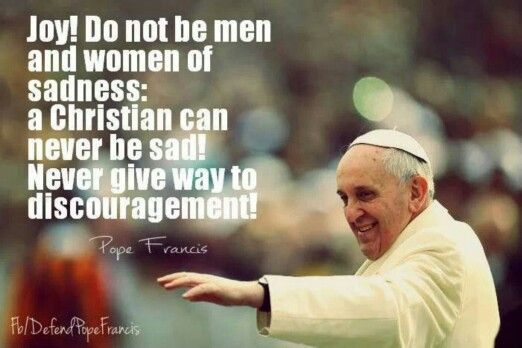 Joy! Do not be men
and women of
sadness:
a Christian can
never be sad!
Never give way to
discouragement!
Pope Francis
Fb/DefendPopeFrancis